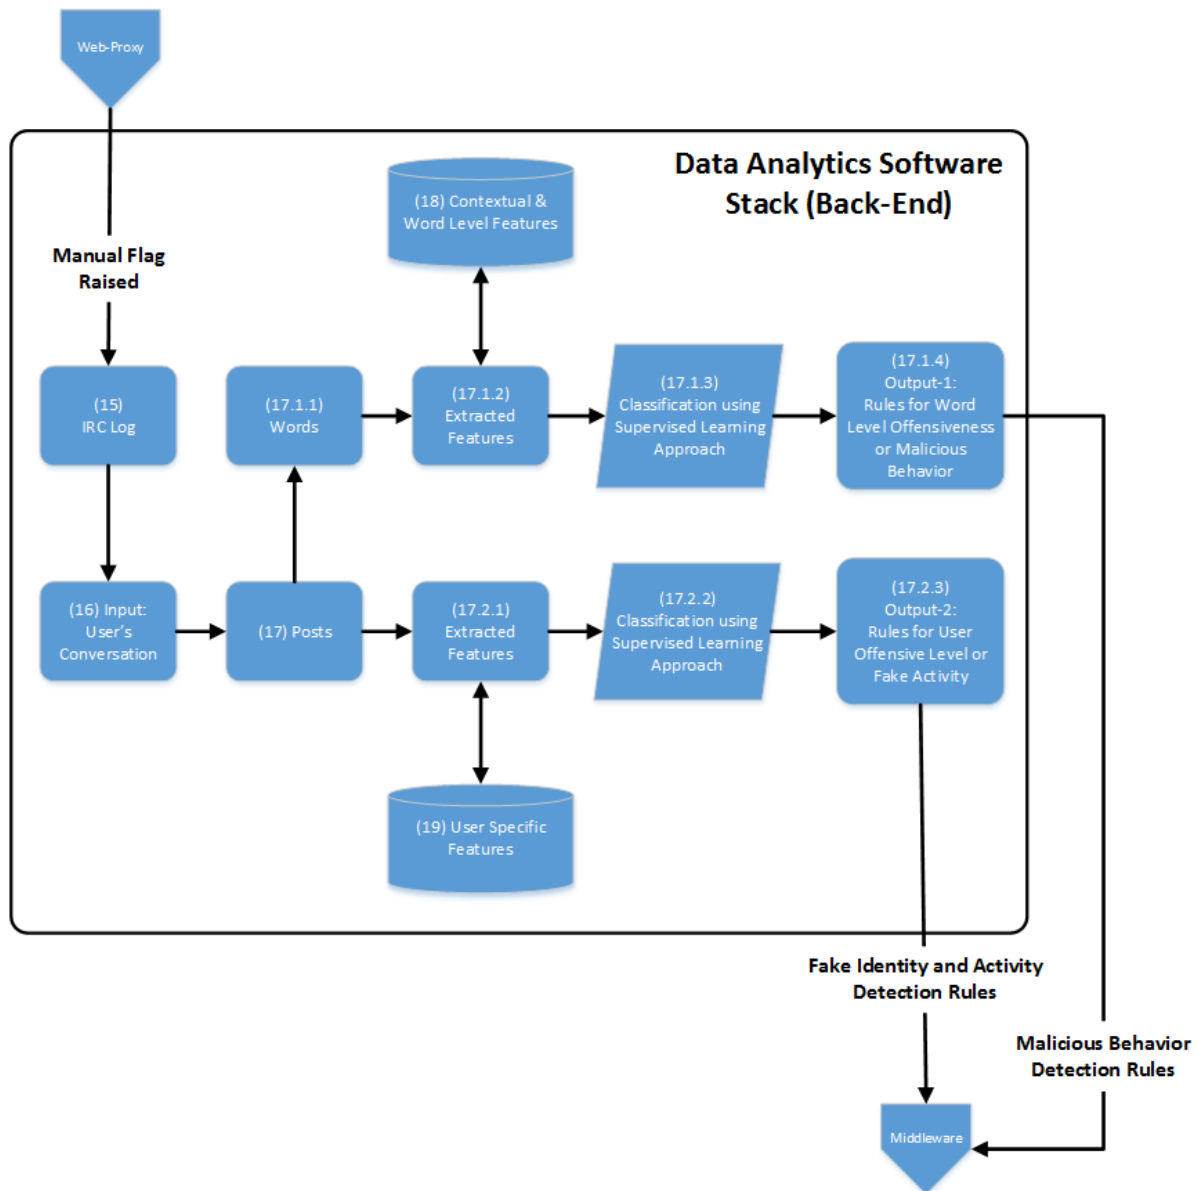 Web-Proxy
Data Analytics Software
Stack (Back-End)
(18) Contextual &
Word Level Features
Manual Flag
Raised
(15)
IRC Log
(17.1.1)
Words
(17.1.2)
Extracted
Features
(17.1.3)
Classification using
Supervised Learning
Approach
(17.1.4)
Output-1:
Rules for Word
Level Offensiveness
or Malicious
Behavior
(16) Input:
User's
Conversation
(17) Posts
(17.2.1)
Extracted
Features
(17.2.2)
Classification using
Supervised Learning
Approach
(17.2.3)
Output-2:
Rules for User
Offensive Level or
Fake Activity
(19) User Specific
Features
Fake Identity and Activity
Detection Rules
Malicious Behavior
Detection Rules
Middleware